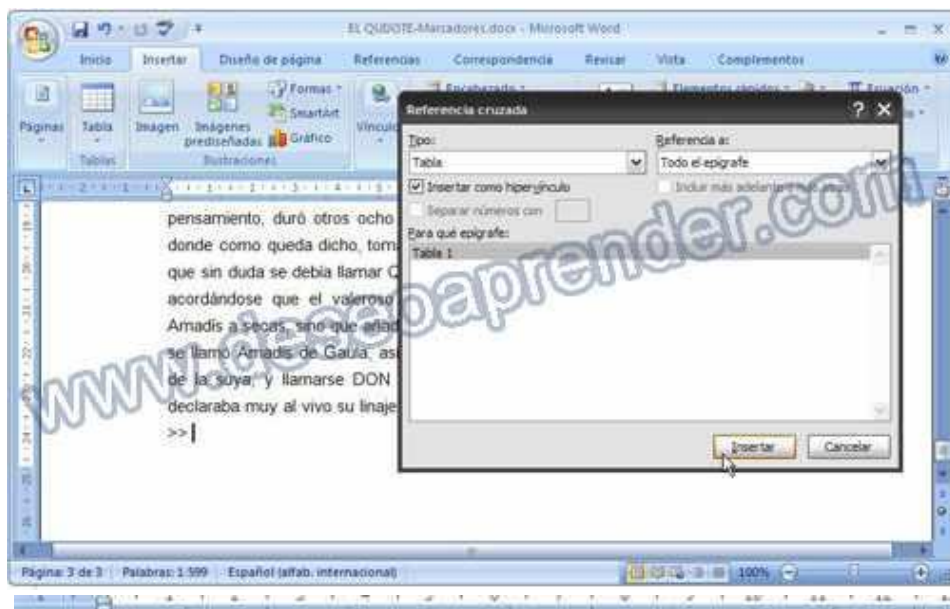 EL QUIJOTE-Marcadores.docx - Microsoft Word
Inicio Insertar Diseño de página Referencias Correspondencia Revisar Vista Complementos
Páginas Tabla Imagen Imágenes prediseñadas Formas SmartArt Gráfico
Tablas Ilustraciones
Referencia cruzada
Tipo: Referencia a:
Tabla Todo el epígrafe
Insertar como hipervínculo
Separar números con
Para qué epígrafe:
Tabla 1
Insertar Cancelar
pensamiento, duró otros ocho
donde como queda dicho, tom
que sin duda se debía llamar
acordándose que el valeroso
Amadís a secas, sino que añad
se llamó Amadís de Gaula, as
de la suya, y llamarse DON
declaraba muy al vivo su linaje
>>
www.deseoaprender.com
Página: 3 de 3 Palabras: 1.599 Español (alfab. internacional) 100%